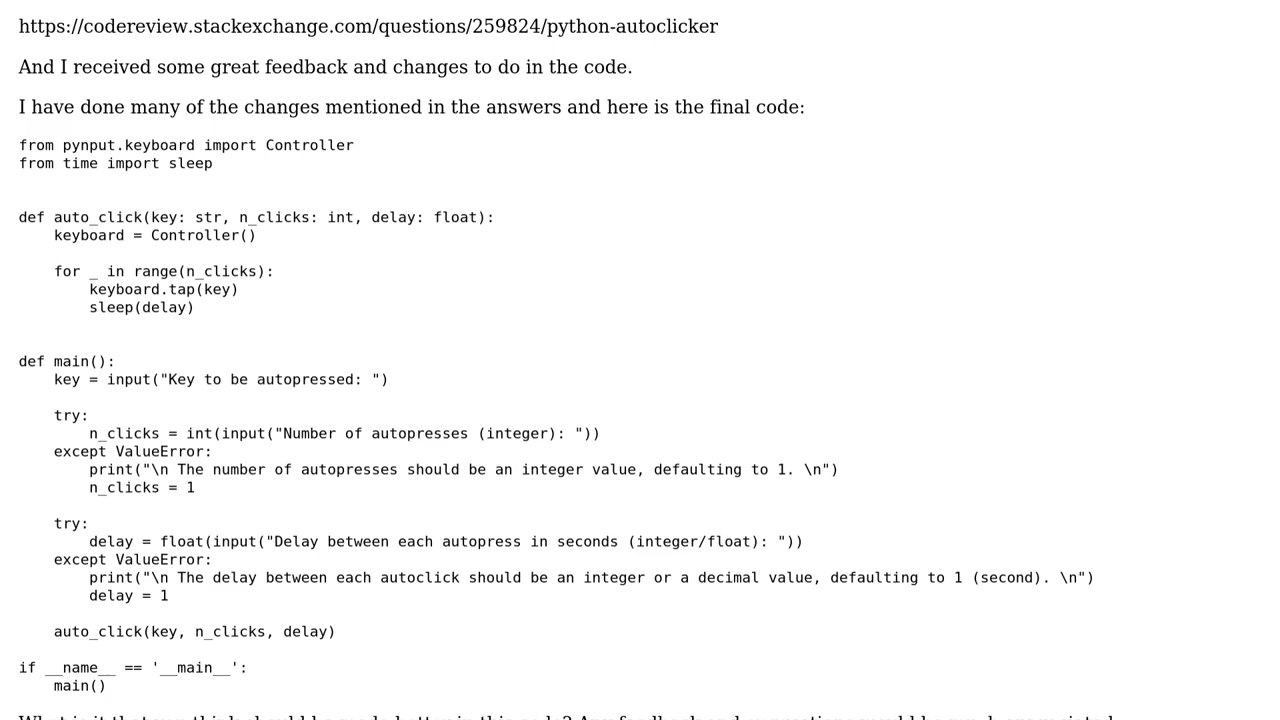 https://codereview.stackexchange.com/questions/259824/python-autoclicker
And I received some great feedback and changes to do in the code.
I have done many of the changes mentioned in the answers and here is the final code:
from pynput.keyboard import Controller
from time import sleep
def auto_click(key: str, n_clicks: int, delay: float):
    keyboard = Controller()
    for _ in range(n_clicks):
        keyboard.tap(key)
        sleep(delay)
def main():
    key = input("Key to be autopressed: ")
    try:
        n_clicks = int(input("Number of autopresses (integer): "))
    except ValueError:
        print("\n The number of autopresses should be an integer value, defaulting to 1. \n")
        n_clicks = 1
    try:
        delay = float(input("Delay between each autopress in seconds (integer/float): "))
    except ValueError:
        print("\n The delay between each autoclick should be an integer or a decimal value, defaulting to 1 (second). \n")
        delay = 1
    auto_click(key, n_clicks, delay)
if __name__ == '__main__':
    main()